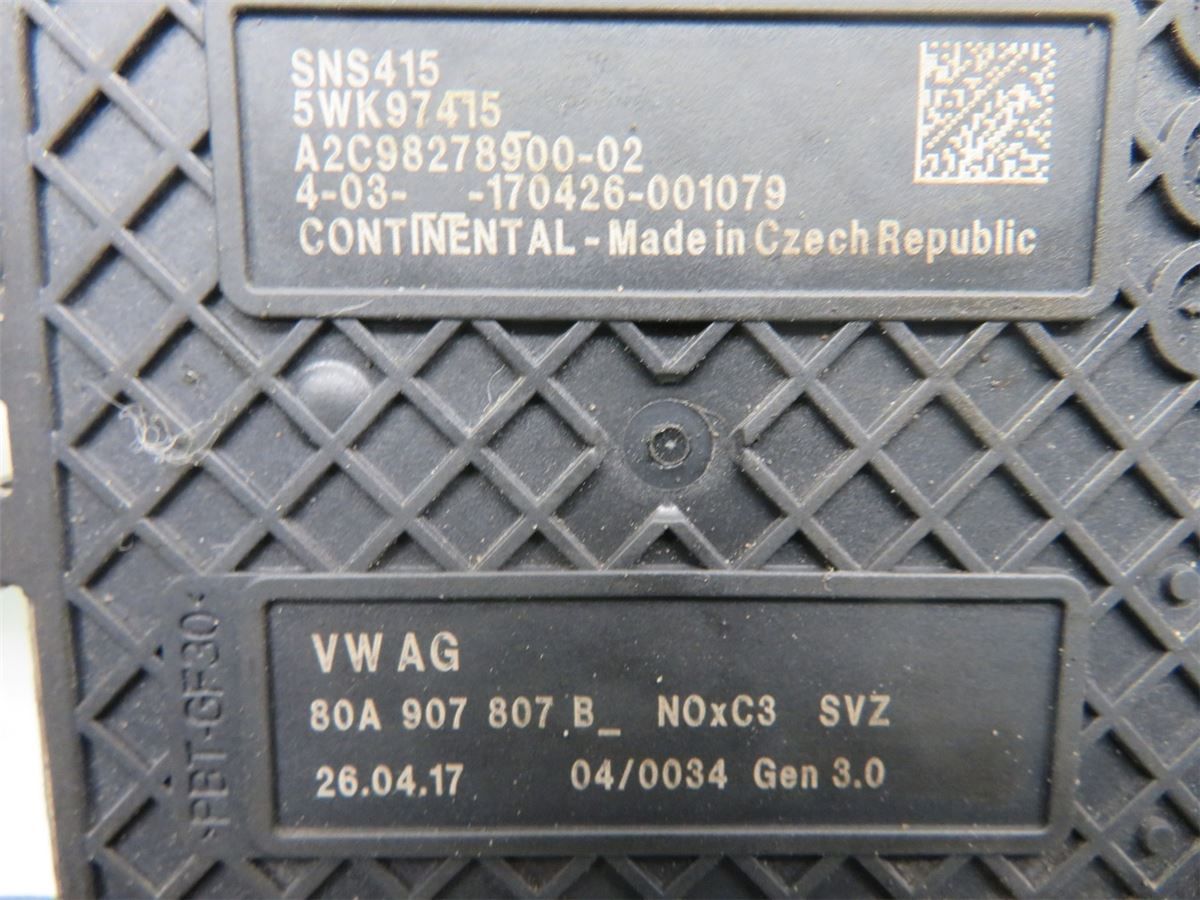 SNS415
5WK97415
A2C98278900-02
4-03- -170426-001079
CONTINENTAL - Made in Czech Republic
VW AG
80A 907 807 B_ NOxC3 SVZ
26.04.17 04/0034 Gen 3.0
>PBT-GF30<